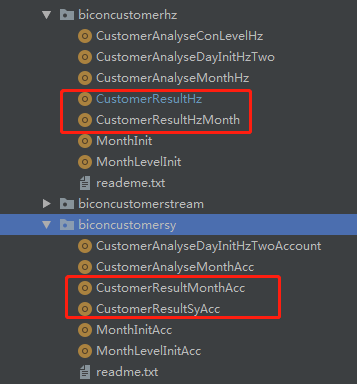 biconcustomerhz
CustomerAnalyseConLevelHz
CustomerAnalyseDayInitHzTwo
CustomerAnalyseMonthHz
CustomerResultHz
CustomerResultHzMonth
MonthInit
MonthLevelInit
reademe.txt
biconcustomerstream
biconcustomersy
CustomerAnalyseDayInitHzTwoAccount
CustomerAnalyseMonthAcc
CustomerResultMonthAcc
CustomerResultSyAcc
MonthInitAcc
MonthLevelInitAcc
readme.txt